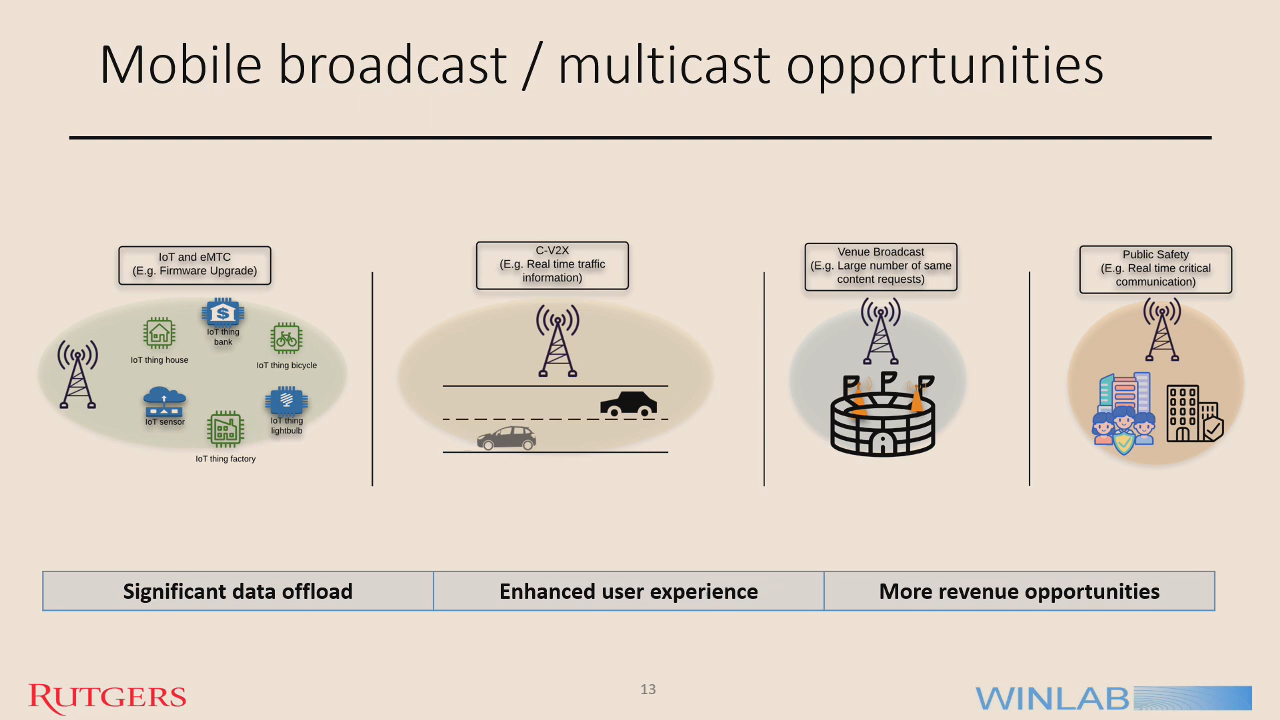 Mobile broadcast / multicast opportunities
IoT and eMTC
(E.g. Firmware Upgrade)
IoT thing
bank
IoT thing house
IoT thing bicycle
IoT sensor
IoT thing
lightbulb
IoT thing factory
C-V2X
(E.g. Real time traffic
information)
Venue Broadcast
(E.g. Large number of same
content requests)
Public Safety
(E.g. Real time critical
communication)
Significant data offload
Enhanced user experience
More revenue opportunities
RUTGERS
13
WINLAB